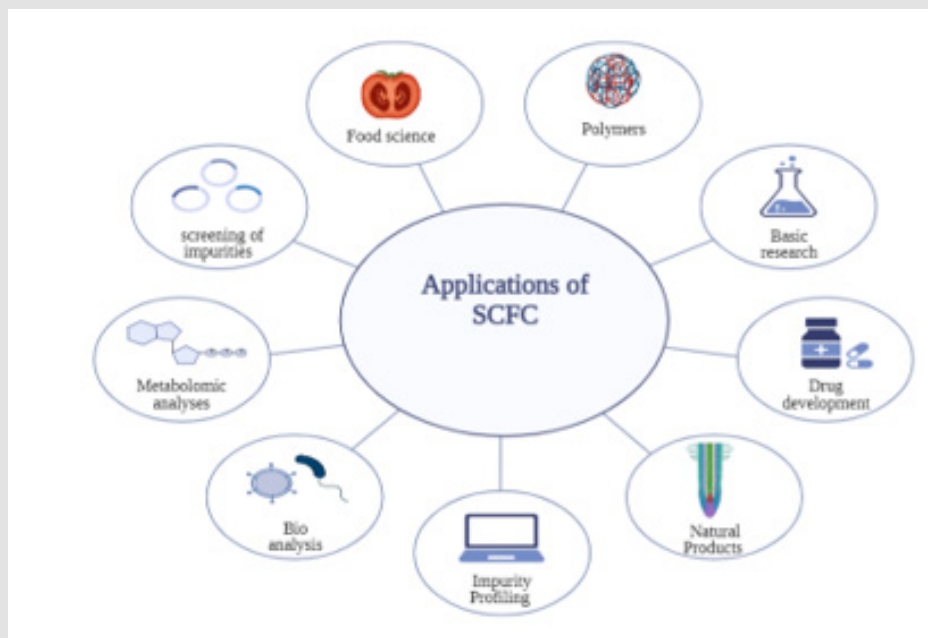 Applications of
SCFC
Food science
Polymers
screening of
impurities
Basic
research
Metabolomic
analyses
Drug
development
Bio
analysis
Natural
Products
Impurity
Profiling